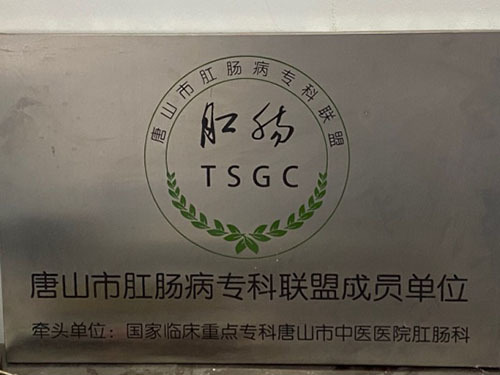 唐山市肛肠病专科联盟
肛肠
TSGC
唐山市肛肠病专科联盟成员单位
牵头单位：国家临床重点专科唐山市中医医院肛肠科